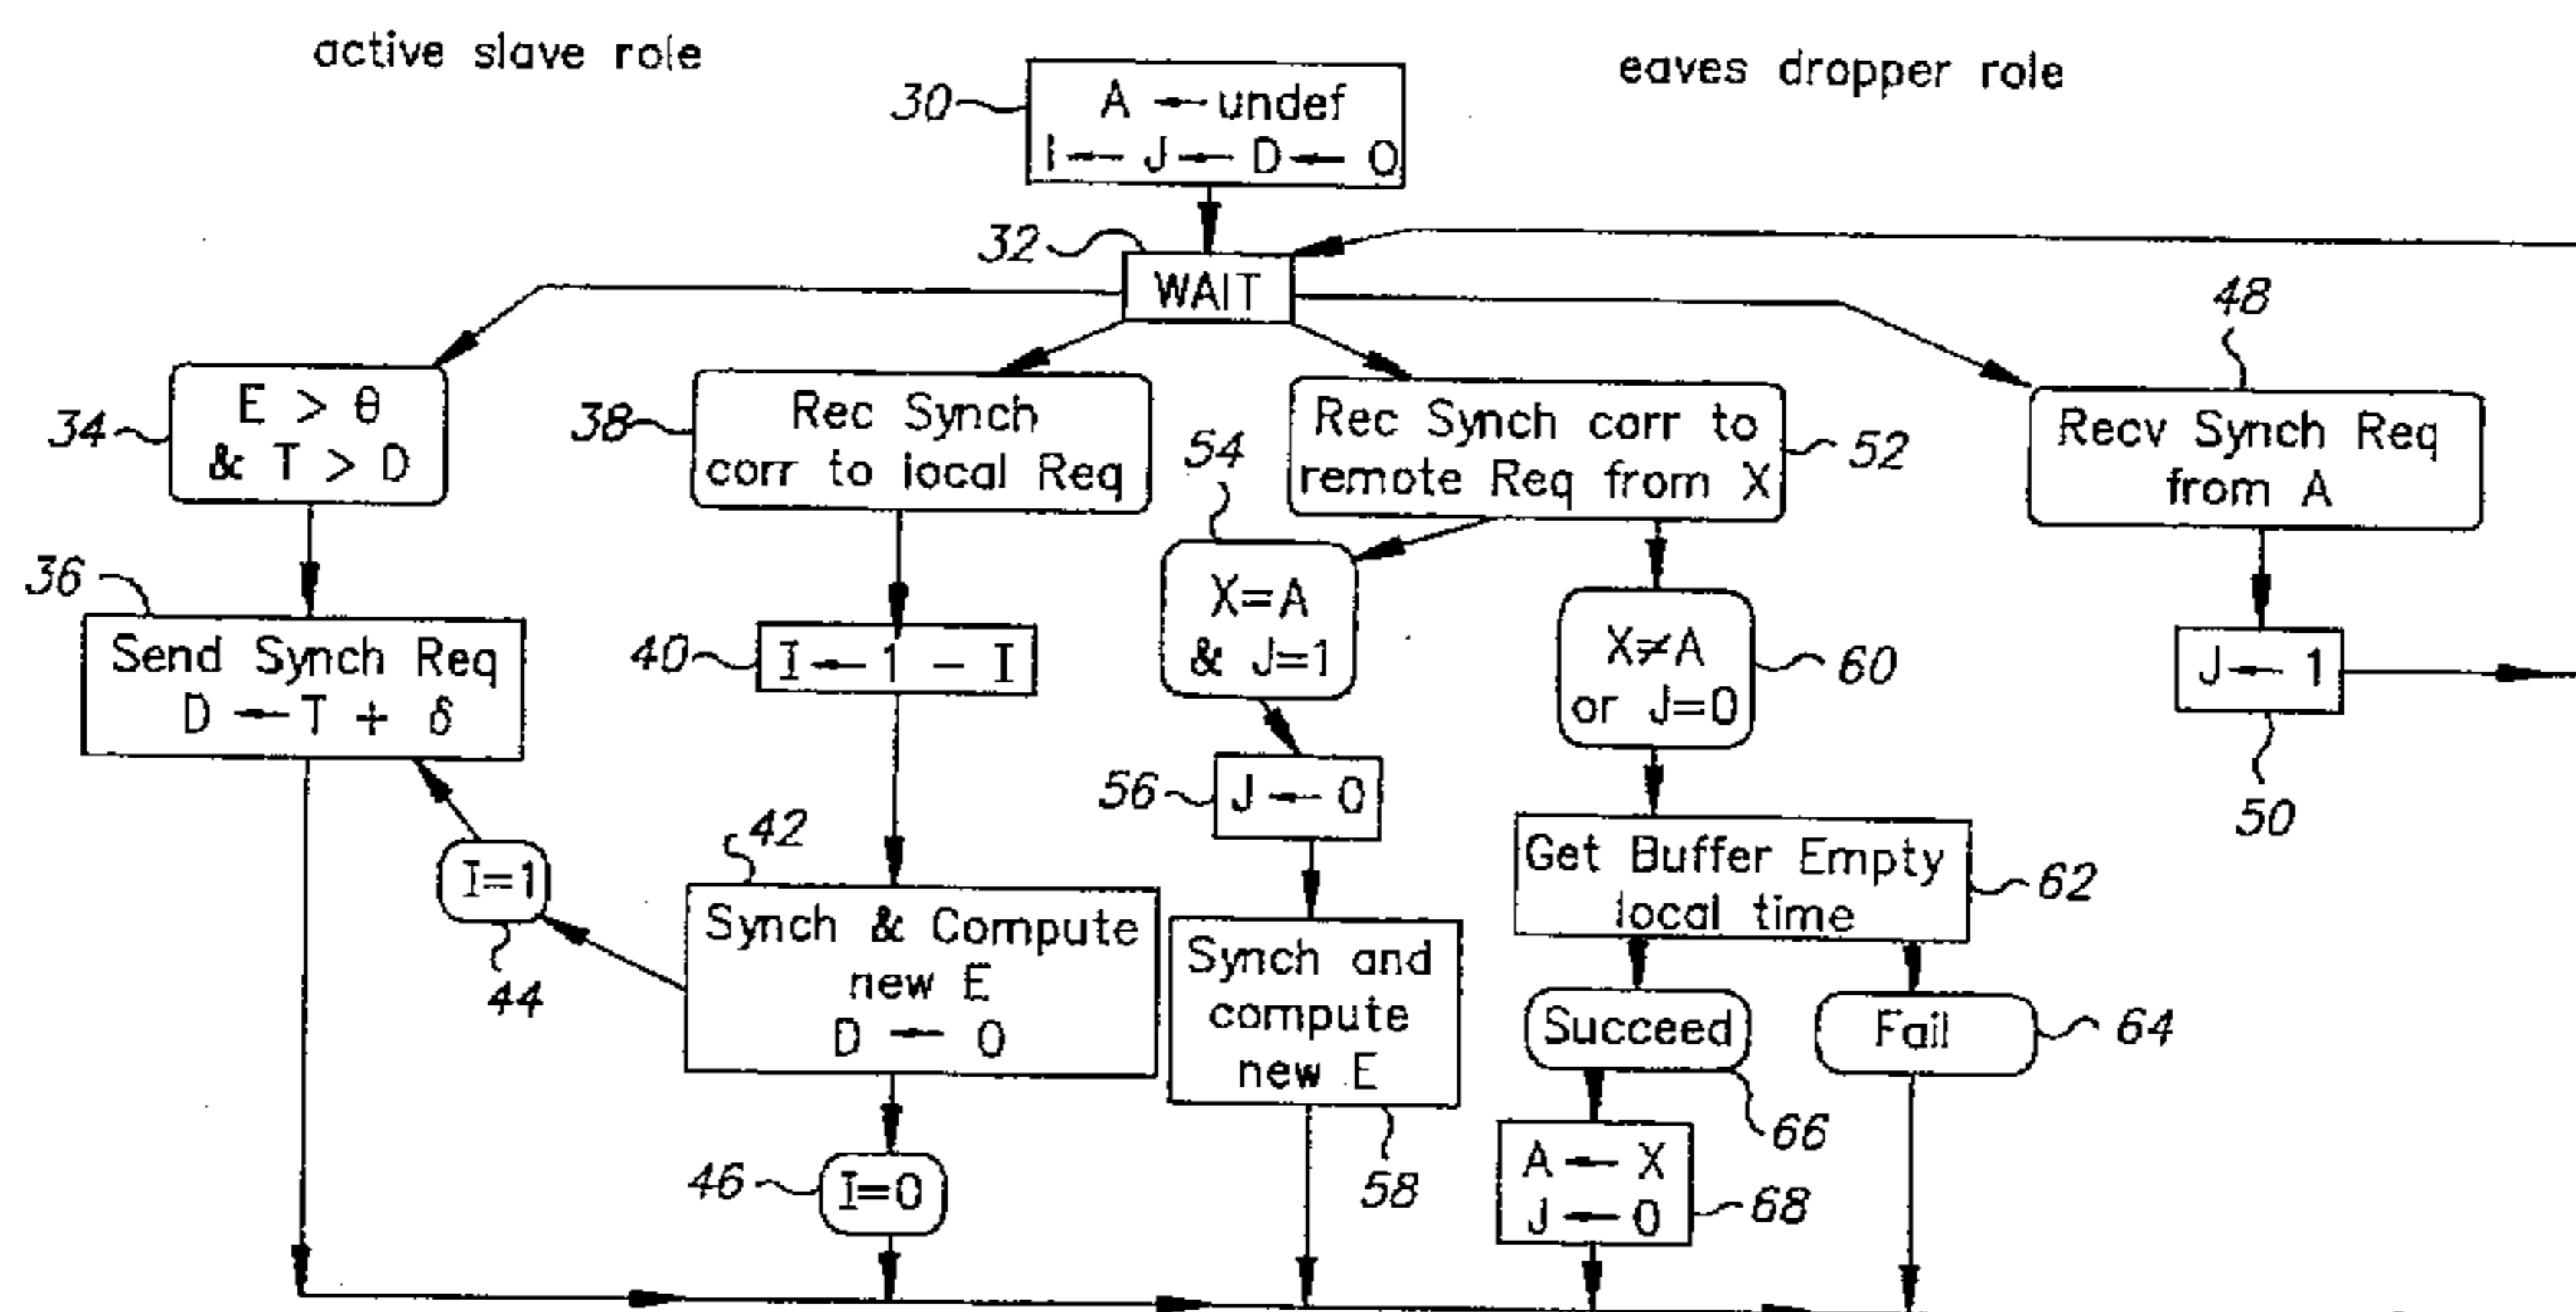 active slave role
eaves dropper role
30
A ← undef
I ← J ← D ← 0
32
WAIT
48
34
E > θ
& T > D
38
Rec Synch
corr to local Req
54
Rec Synch corr to
remote Req from X
52
Recv Synch Req
from A
36
Send Synch Req
D ← T + δ
40
I ← 1 - I
X=A
& J=1
X≠A
or J=0
60
J ← 1
50
56
J ← 0
42
I=1
44
Synch & Compute
new E
D ← 0
Synch and
compute
new E
58
Get Buffer Empty
local time
62
Succeed
66
Fail
64
46
I=0
A ← X
J ← 0
68